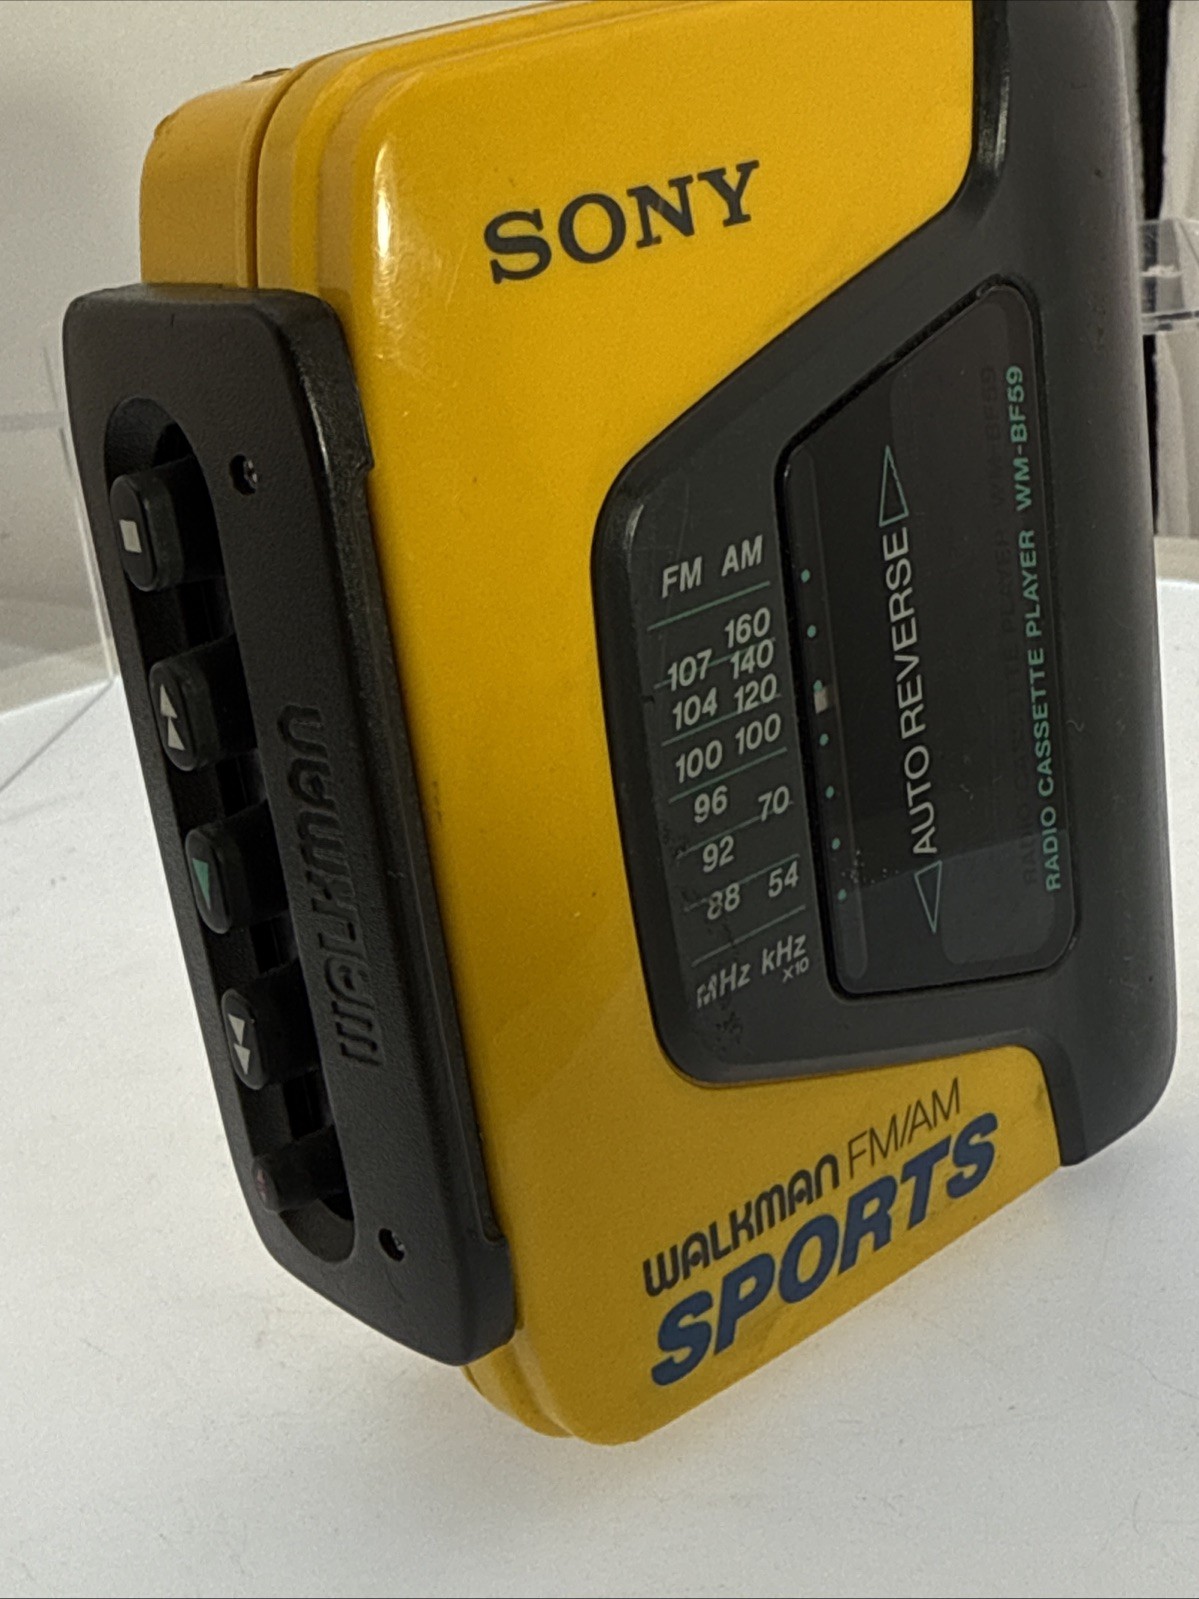 SONY
FM AM
160
107 140
104 120
100 100
96 70
92
88 54
MHz kHz
X10
AUTO REVERSE
RADIO CASSETTE PLAYER WM-BF59
WALKMAN
WALKMAN FM/AM
SPORTS